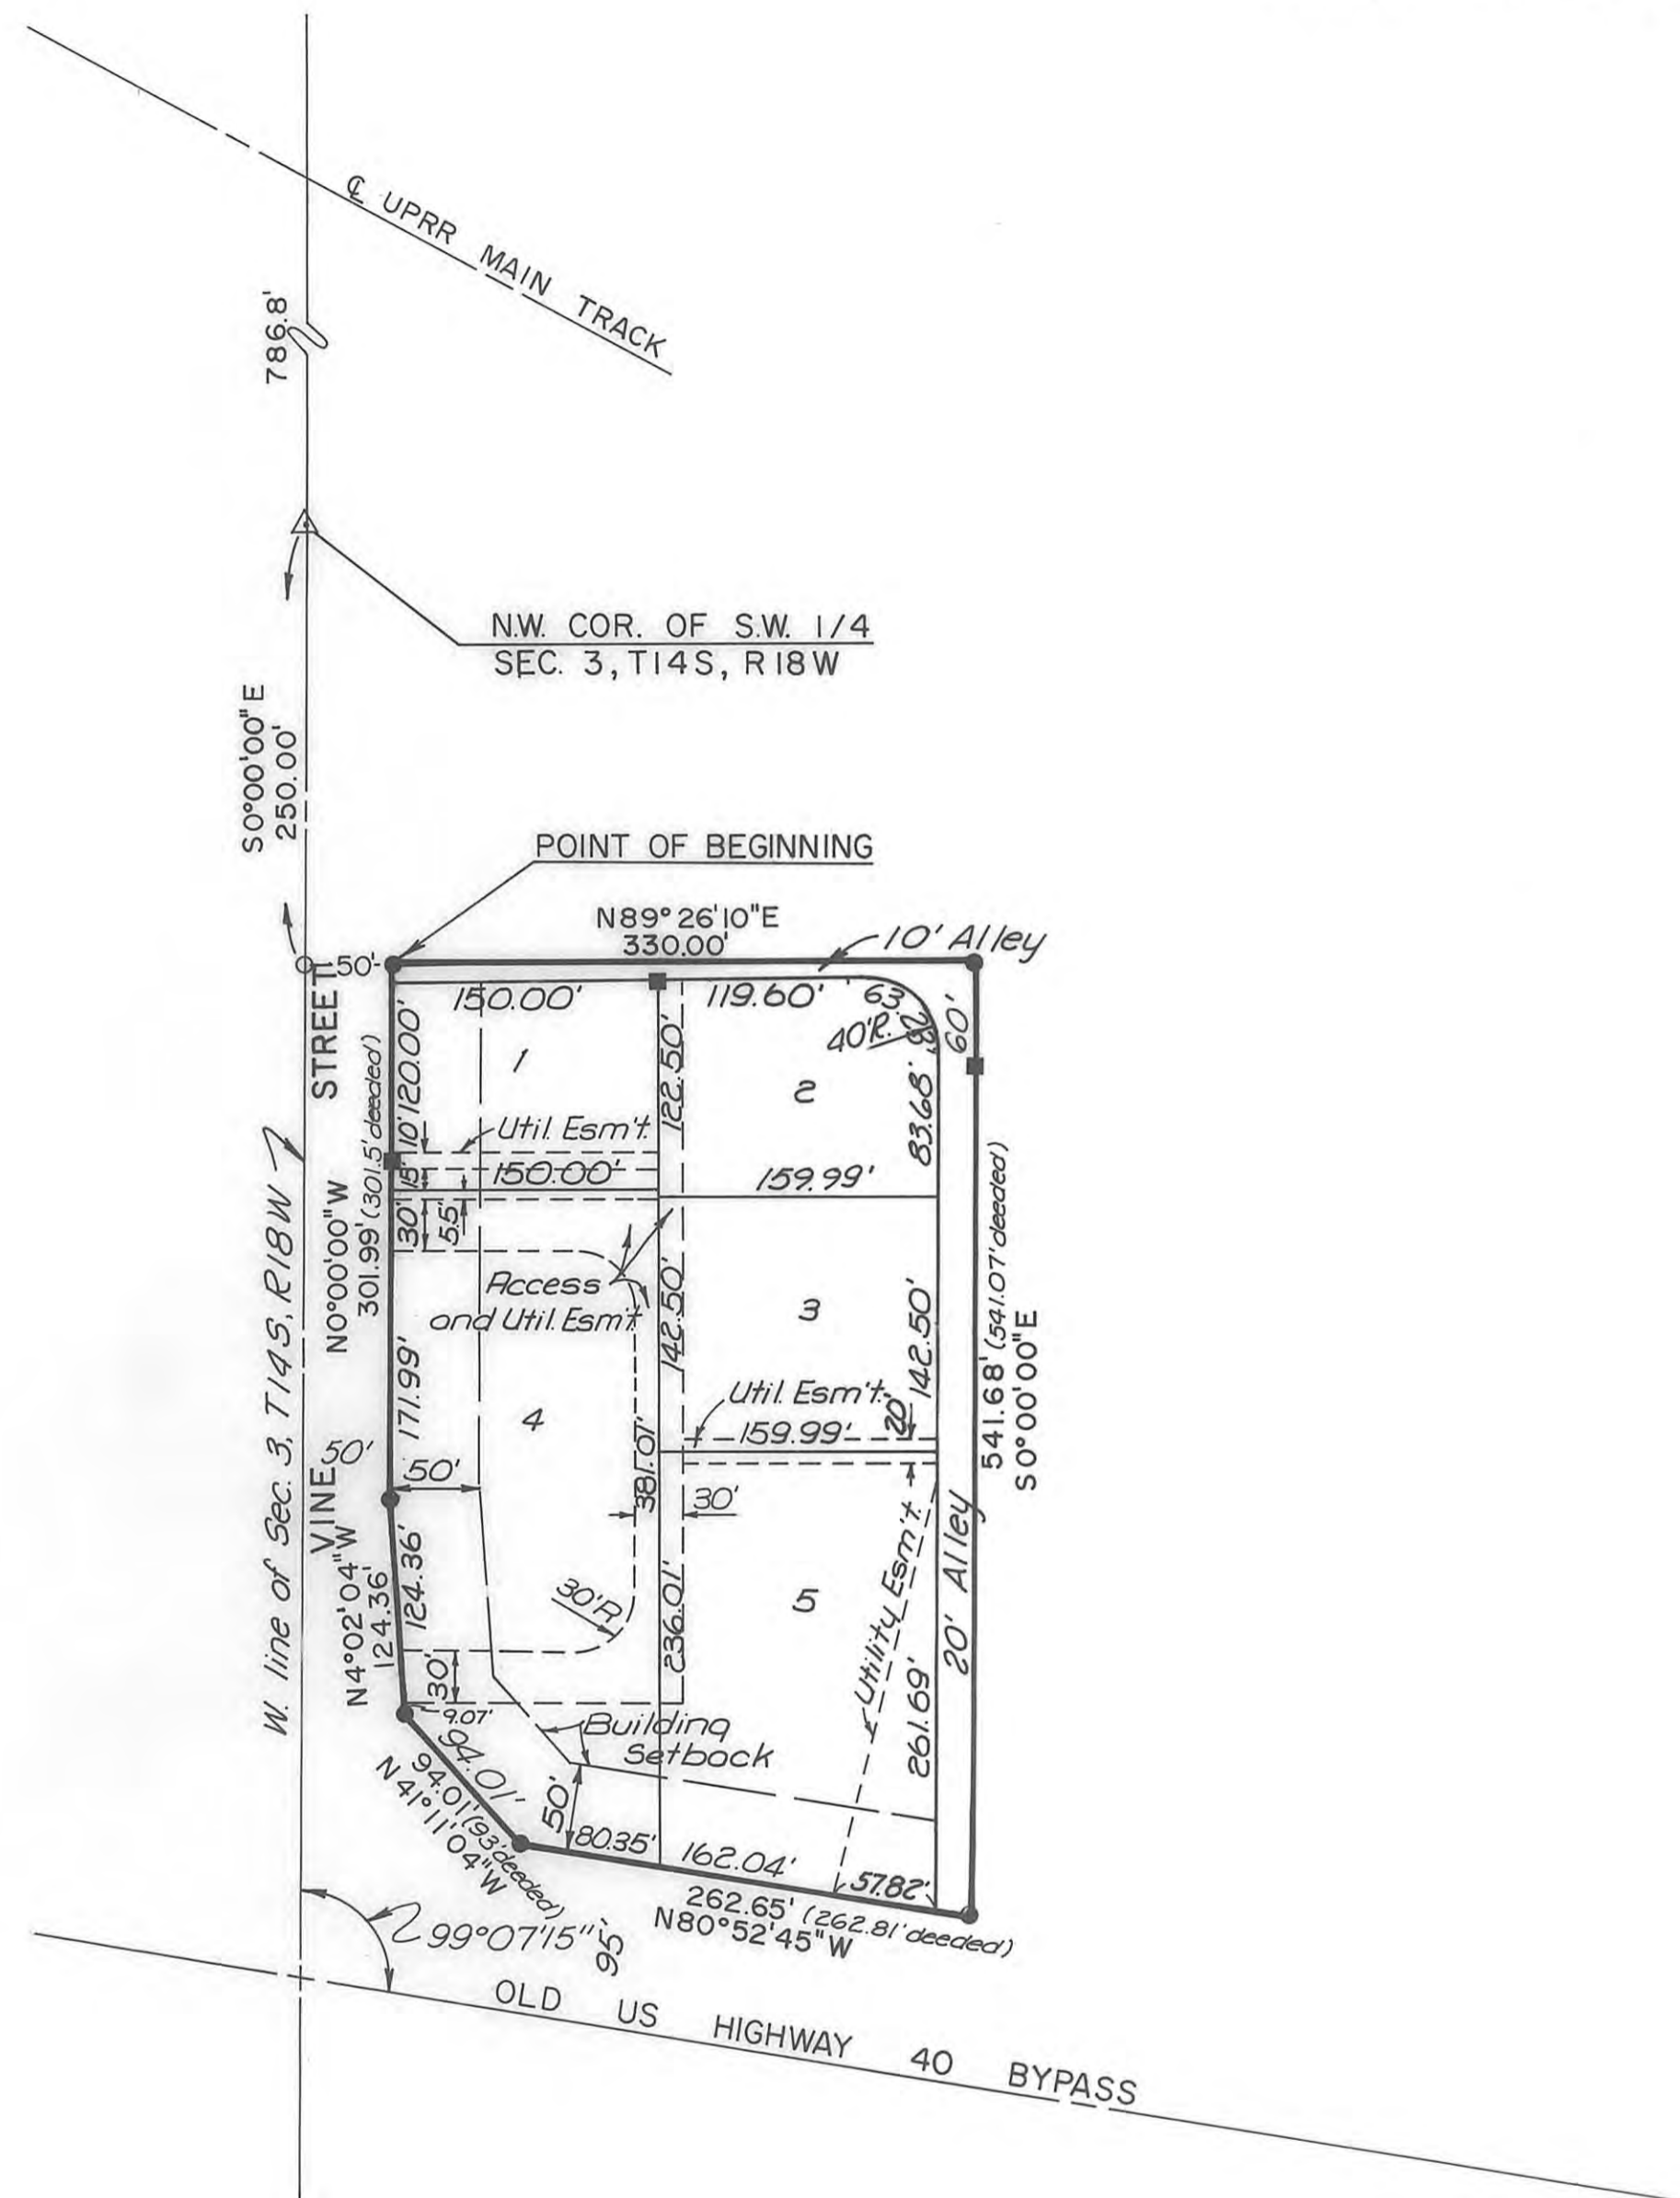 ℄ UPRR MAIN TRACK
786.8'
N.W. COR. OF S.W. 1/4
SEC. 3, T14S, R18W
S0°00'00"E
250.00'
POINT OF BEGINNING
N89°26'10"E
330.00'
10' Alley
50'
150.00'
119.60'
63.
28'
40'R.
60'
STREET
120.00'
1
122.50'
2
83.68'
10'
Util. Esm't.
15'
150.00'
159.99'
30'
5.5'
N0°00'00"W
301.99' (301.5' deeded)
W. line of Sec. 3, T14S, R18W
Access
and Util. Esm't
142.50'
3
142.50'
541.68' (541.07' deeded)
S0°00'00"E
171.99'
4
Util. Esm't.
20'
159.99'
50'
VINE
50'
381.01'
30'
N4°02'04"W
124.36'
124.36'
30'R
236.01'
5
Utility Esm't.
20' Alley
261.69'
30'
9.07'
Building
Setback
94.01'
94.01' (93' deeded)
N41°11'04"W
50'
80.35'
162.04'
57.82'
262.65' (262.81' deeded)
N80°52'45"W
99°07'15"
95'
OLD US HIGHWAY 40 BYPASS